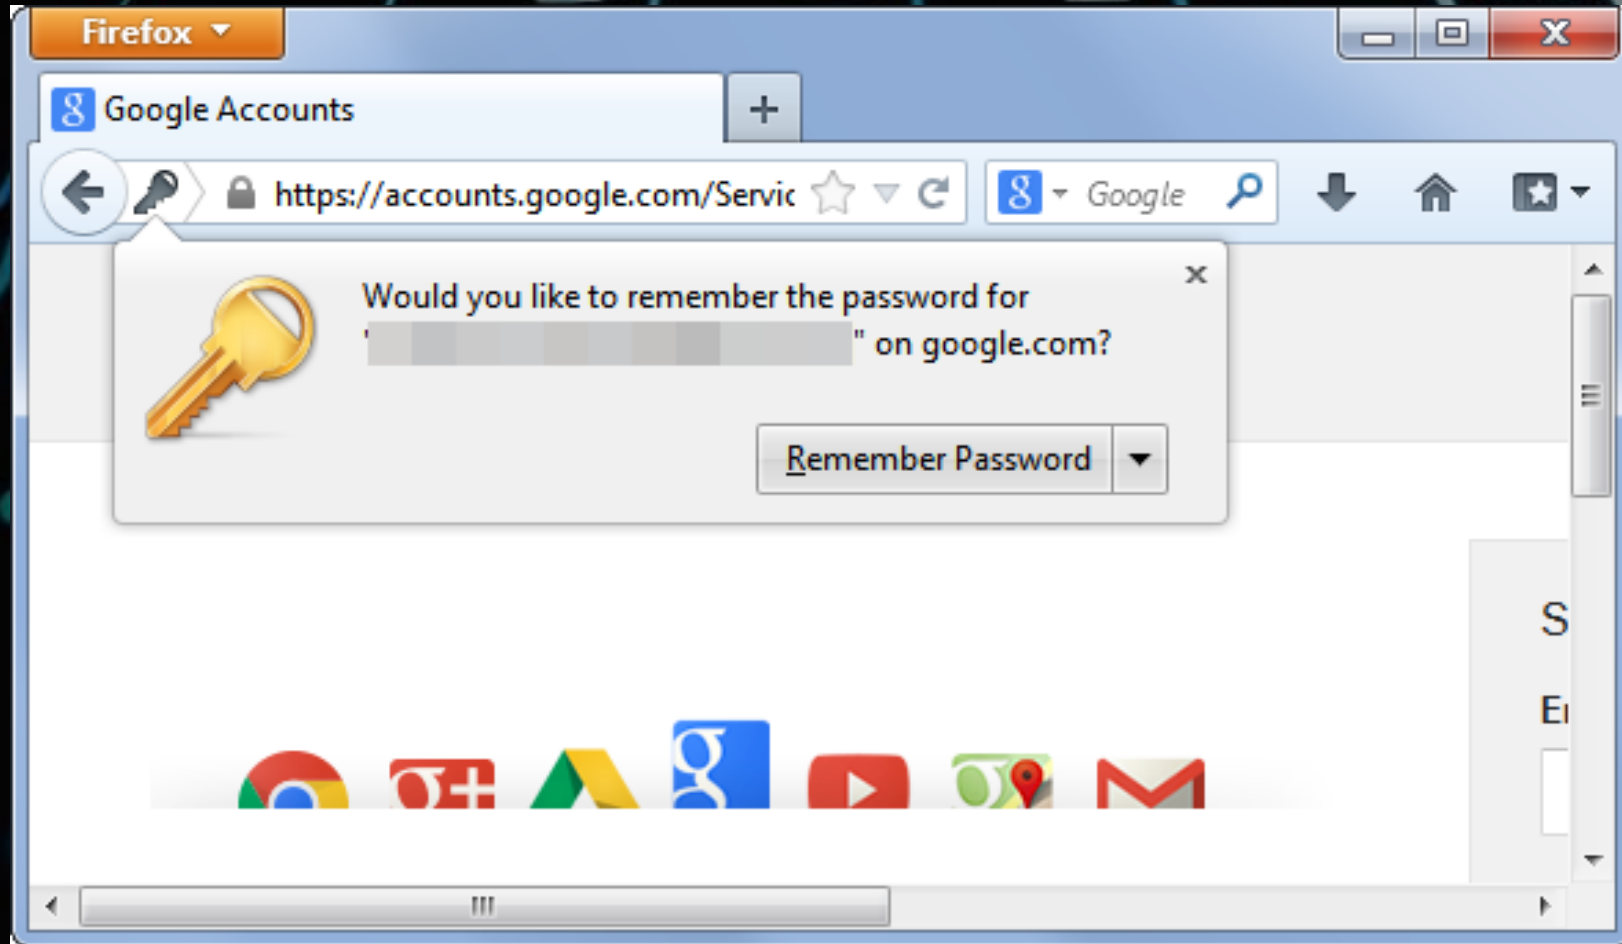 Firefox
Google Accounts
https://accounts.google.com/Servic
Google
Would you like to remember the password for
"" on google.com?
Remember Password
S